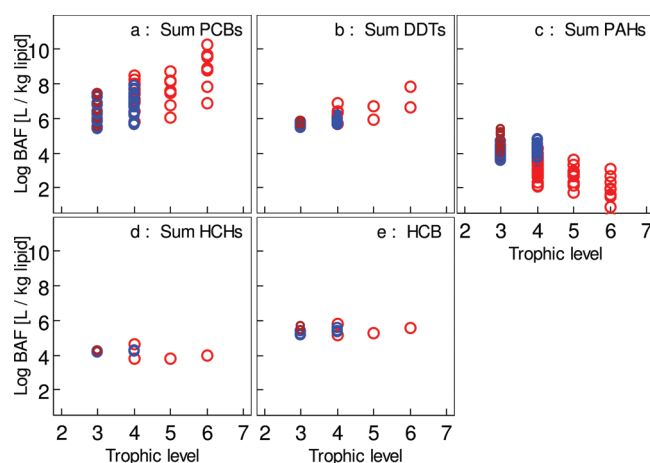 a : Sum PCBs
b : Sum DDTs
c : Sum PAHs
10
8
6
4
2
Log BAF [L / kg lipid]
2 3 4 5 6 7
Trophic level
d : Sum HCHs
e : HCB
10
8
6
4
2
Log BAF [L / kg lipid]
2 3 4 5 6 7
2 3 4 5 6 7
Trophic level
Trophic level